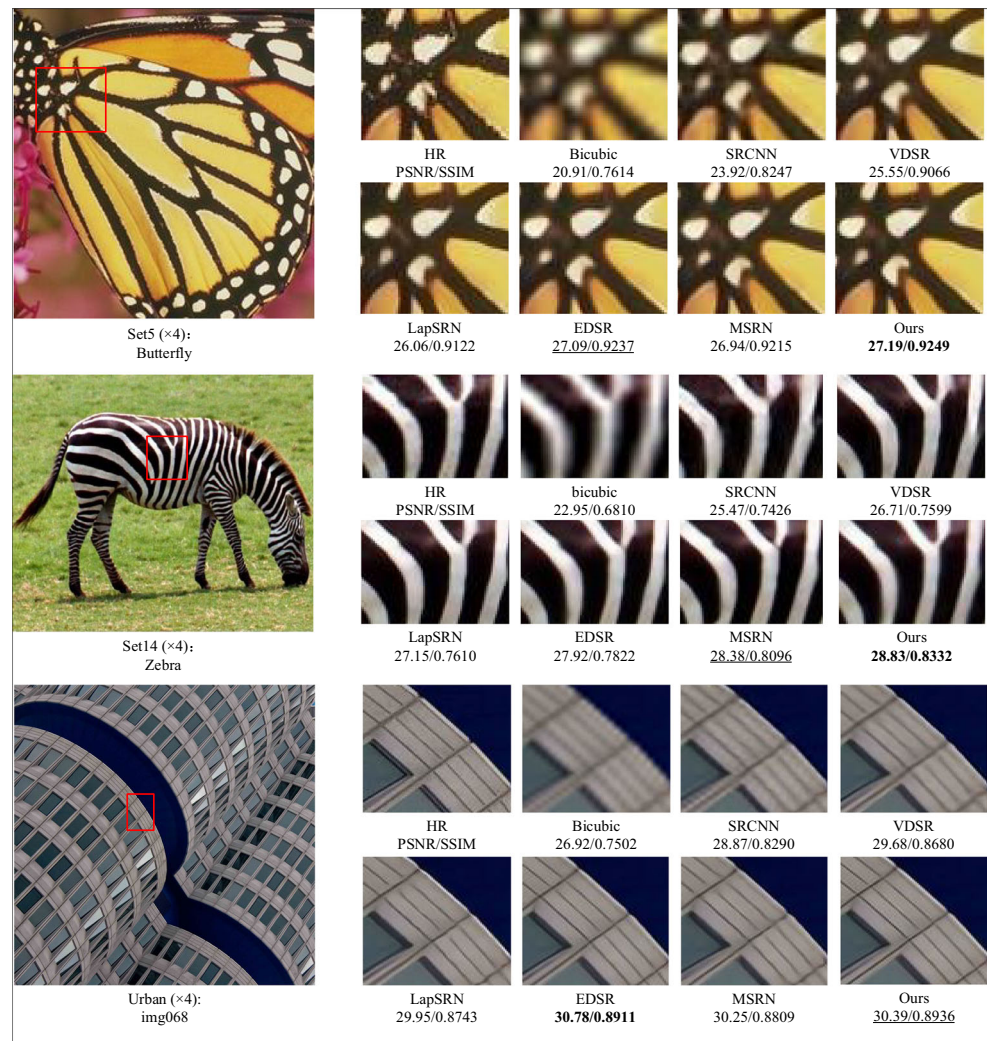 HR Bicubic SRCNN VDSR
PSNR/SSIM 20.91/0.7614 23.92/0.8247 25.55/0.9066
LapSRN EDSR MSRN Ours
26.06/0.9122 27.09/0.9237 26.94/0.9215 27.19/0.9249
Set5 (×4):
Butterfly
HR bicubic SRCNN VDSR
PSNR/SSIM 22.95/0.6810 25.47/0.7426 26.71/0.7599
LapSRN EDSR MSRN Ours
27.15/0.7610 27.92/0.7822 28.38/0.8096 28.83/0.8332
Set14 (×4):
Zebra
HR Bicubic SRCNN VDSR
PSNR/SSIM 26.92/0.7502 28.87/0.8290 29.68/0.8680
LapSRN EDSR MSRN Ours
29.95/0.8743 30.78/0.8911 30.25/0.8809 30.39/0.8936
Urban (×4):
img068